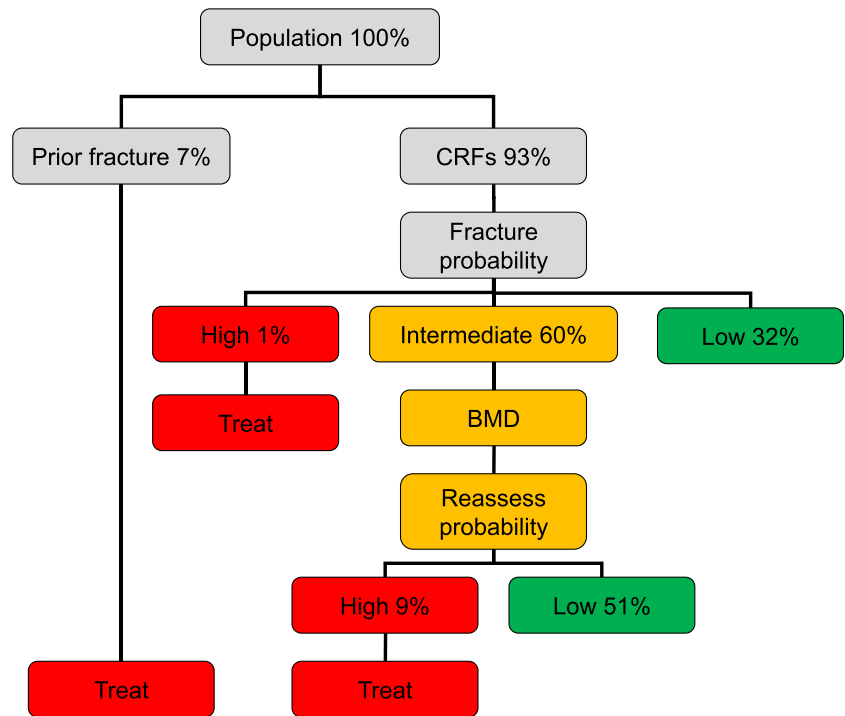 Population 100%
Prior fracture 7%
CRFs 93%
Fracture
probability
High 1%
Intermediate 60%
Low 32%
Treat
BMD
Reassess
probability
High 9%
Low 51%
Treat
Treat